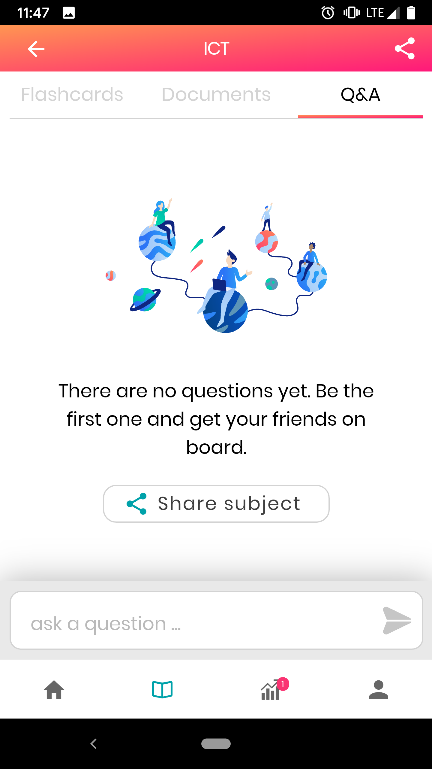 11:47
LTE
ICT
Flashcards
Documents
Q&A
There are no questions yet. Be the
first one and get your friends on
board.
Share subject
ask a question ...
1